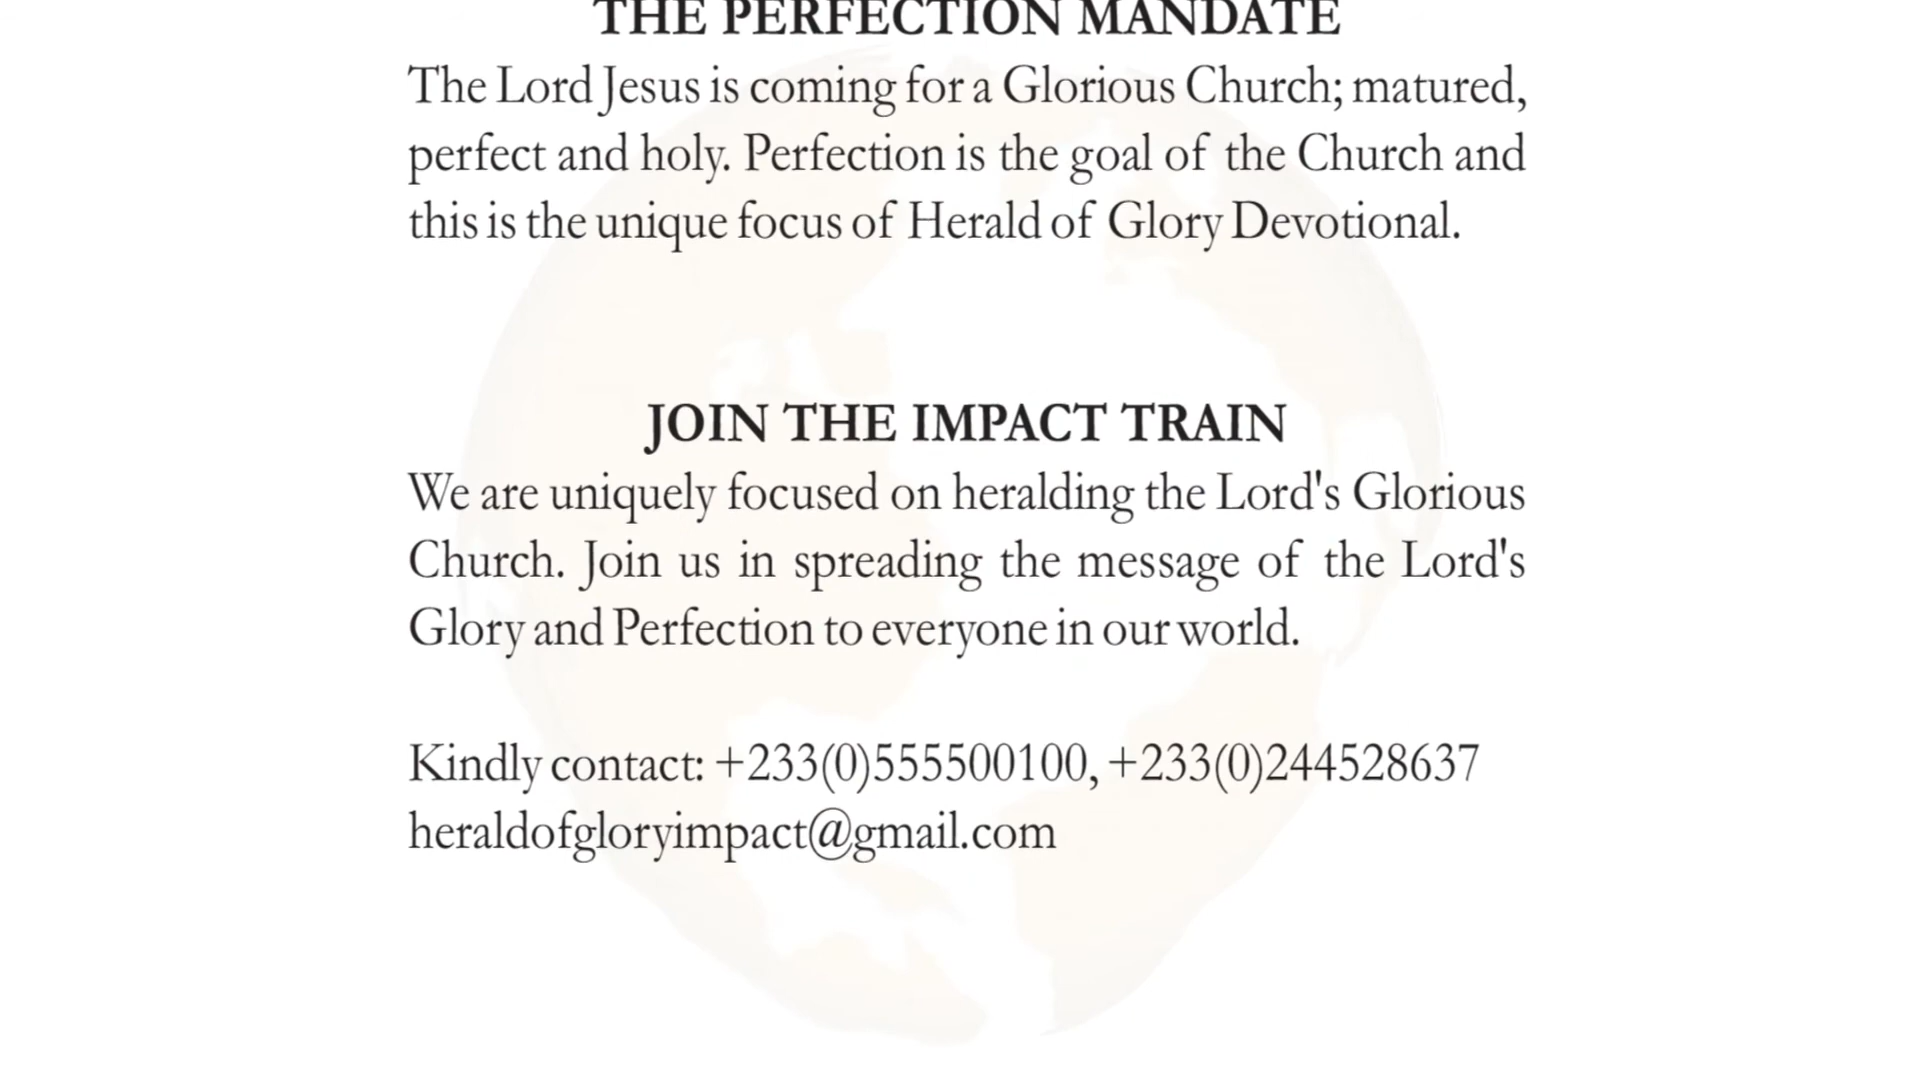 THE PERFECTION MANDATE
The Lord Jesus is coming for a Glorious Church; matured,
perfect and holy. Perfection is the goal of the Church and
this is the unique focus of Herald of Glory Devotional.
JOIN THE IMPACT TRAIN
We are uniquely focused on heralding the Lord's Glorious
Church. Join us in spreading the message of the Lord's
Glory and Perfection to everyone in our world.
Kindly contact: +233(0)555500100, +233(0)244528637
heraldofgloryimpact@gmail.com